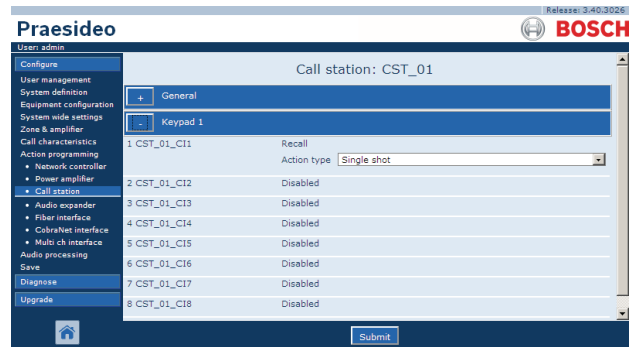 Release: 3.40.3026
Praesideo
BOSCH
User: admin
Configure
User management
System definition
Equipment configuration
System wide settings
Zone & amplifier
Call characteristics
Action programming
• Network controller
• Power amplifier
• Call station
• Audio expander
• Fiber interface
• CobraNet interface
• Multi ch interface
Audio processing
Save
Diagnose
Upgrade
Call station: CST_01
+ General
- Keypad 1
1 CST_01_CI1 Recall
Action type Single shot
2 CST_01_CI2 Disabled
3 CST_01_CI3 Disabled
4 CST_01_CI4 Disabled
5 CST_01_CI5 Disabled
6 CST_01_CI6 Disabled
7 CST_01_CI7 Disabled
8 CST_01_CI8 Disabled
Submit